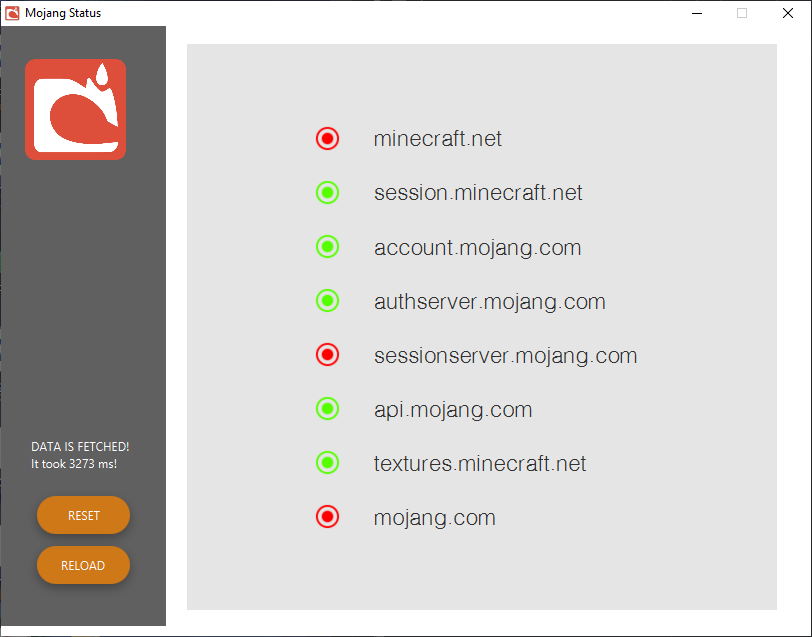 Mojang Status
minecraft.net
session.minecraft.net
account.mojang.com
authserver.mojang.com
sessionserver.mojang.com
api.mojang.com
textures.minecraft.net
mojang.com
DATA IS FETCHED!
It took 3273 ms!
RESET
RELOAD